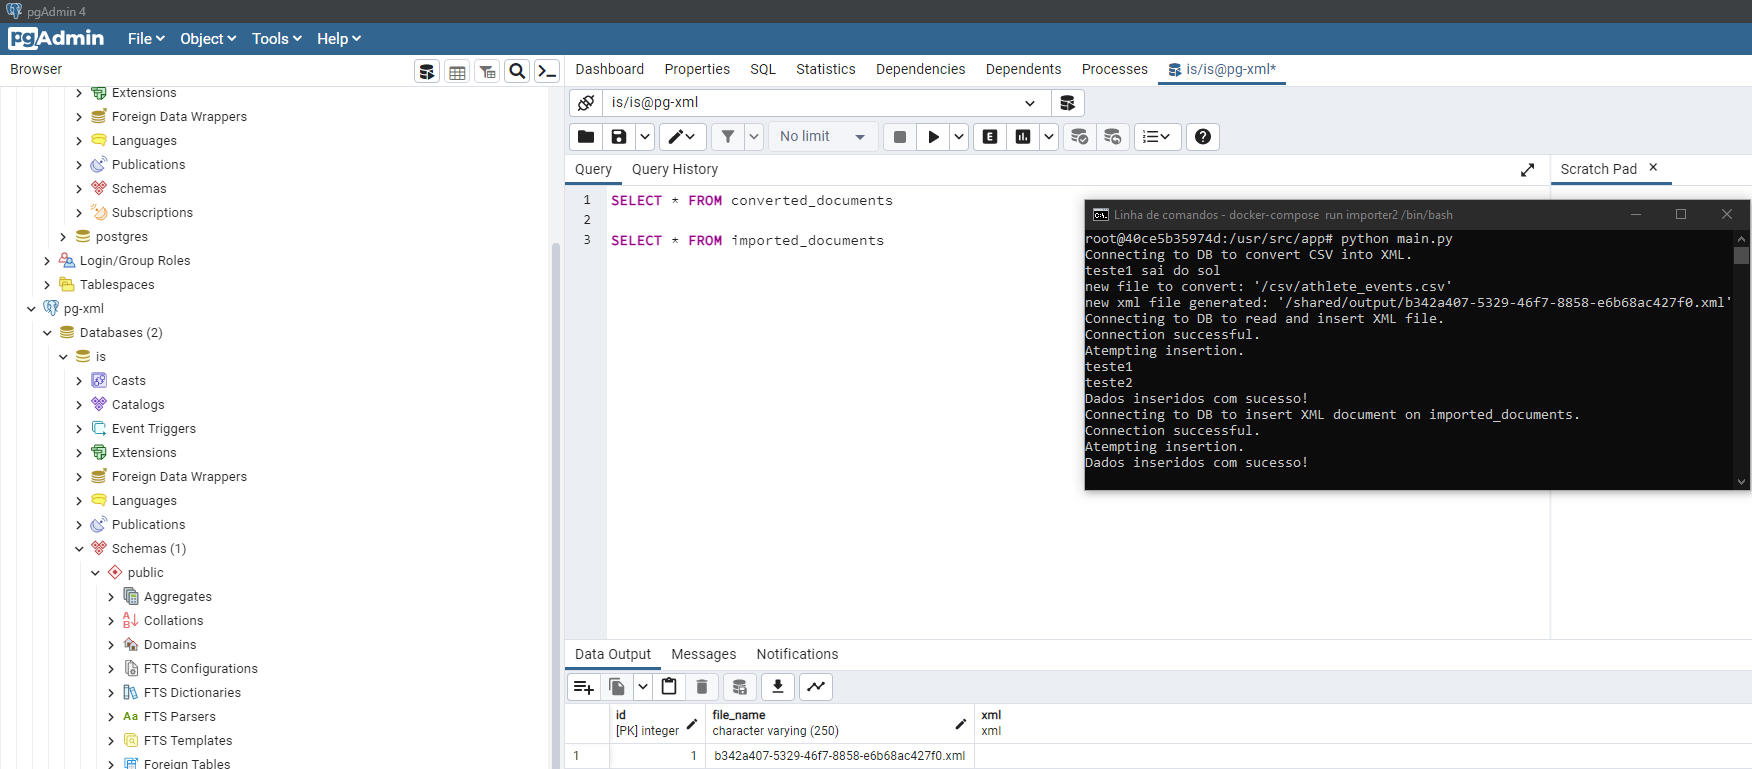 pgAdmin 4
pgAdmin File Object Tools Help
Browser
Extensions
Foreign Data Wrappers
Languages
Publications
Schemas
Subscriptions
postgres
Login/Group Roles
Tablespaces
pg-xml
Databases (2)
is
Casts
Catalogs
Event Triggers
Extensions
Foreign Data Wrappers
Languages
Publications
Schemas (1)
public
Aggregates
Collations
Domains
FTS Configurations
FTS Dictionaries
Aa FTS Parsers
FTS Templates
Foreign Tables
Dashboard Properties SQL Statistics Dependencies Dependents Processes is/is@pg-xml*
is/is@pg-xml
No limit
Query Query History
Scratch Pad
1 SELECT * FROM converted_documents
2
3 SELECT * FROM imported_documents
Linha de comandos - docker-compose run importer2 /bin/bash
root@40ce5b35974d:/usr/src/app# python main.py
Connecting to DB to convert CSV into XML.
teste1 sai do sol
new file to convert: '/csv/athlete_events.csv'
new xml file generated: '/shared/output/b342a407-5329-46f7-8858-e6b68ac427f0.xml'
Connecting to DB to read and insert XML file.
Connection successful.
Atempting insertion.
teste1
teste2
Dados inseridos com sucesso!
Connecting to DB to insert XML document on imported_documents.
Connection successful.
Atempting insertion.
Dados inseridos com sucesso!
Data Output Messages Notifications
id file_name xml
[PK] integer character varying (250) xml
1 1 b342a407-5329-46f7-8858-e6b68ac427f0.xml